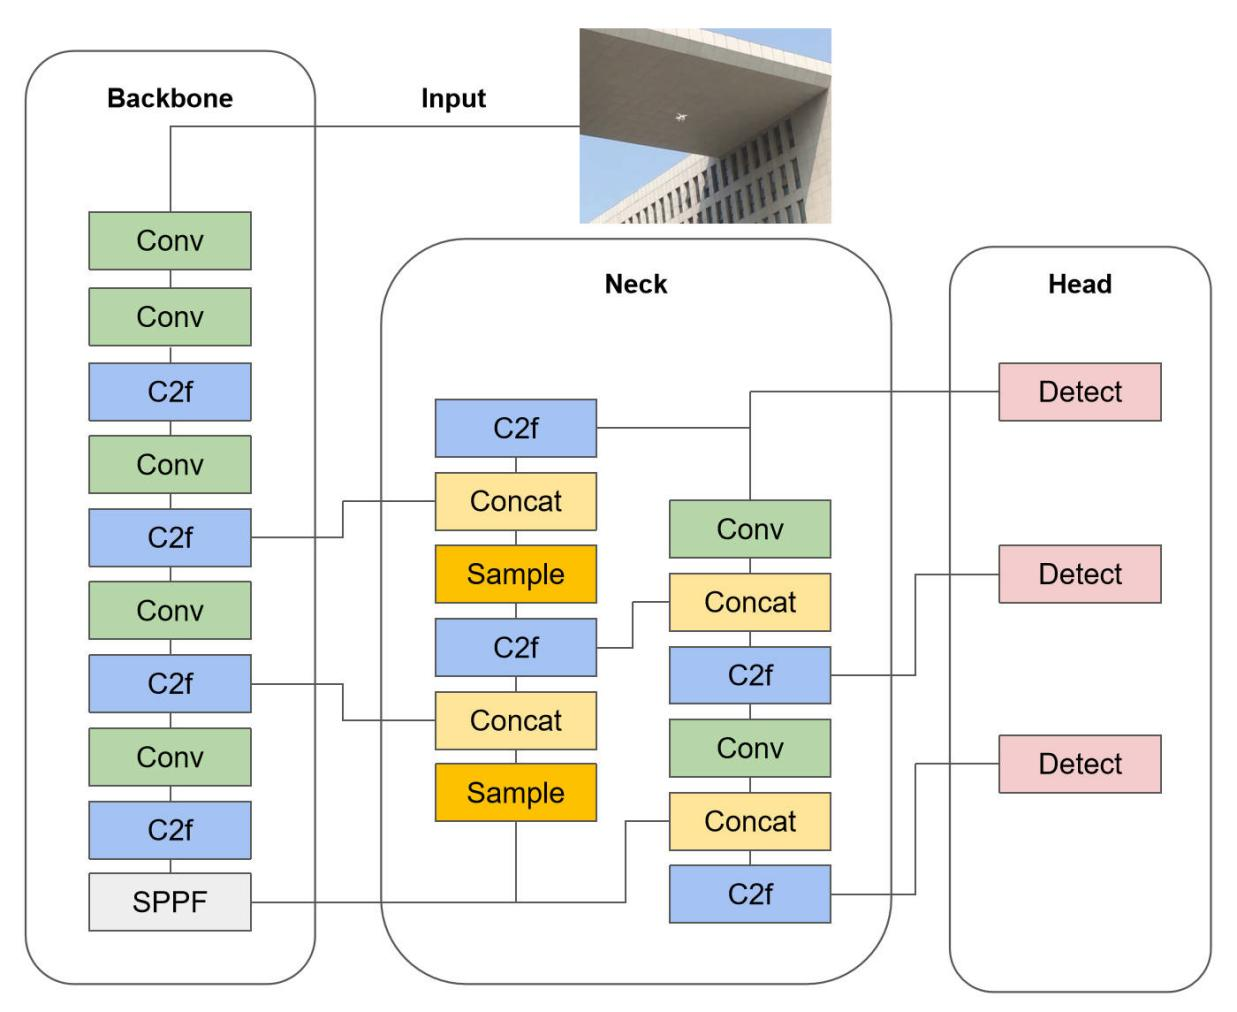 Backbone
Input
Conv
Conv
C2f
Conv
C2f
Conv
C2f
Conv
C2f
SPPF
Neck
C2f
Concat
Sample
C2f
Concat
Sample
Conv
Concat
C2f
Conv
Concat
C2f
Head
Detect
Detect
Detect